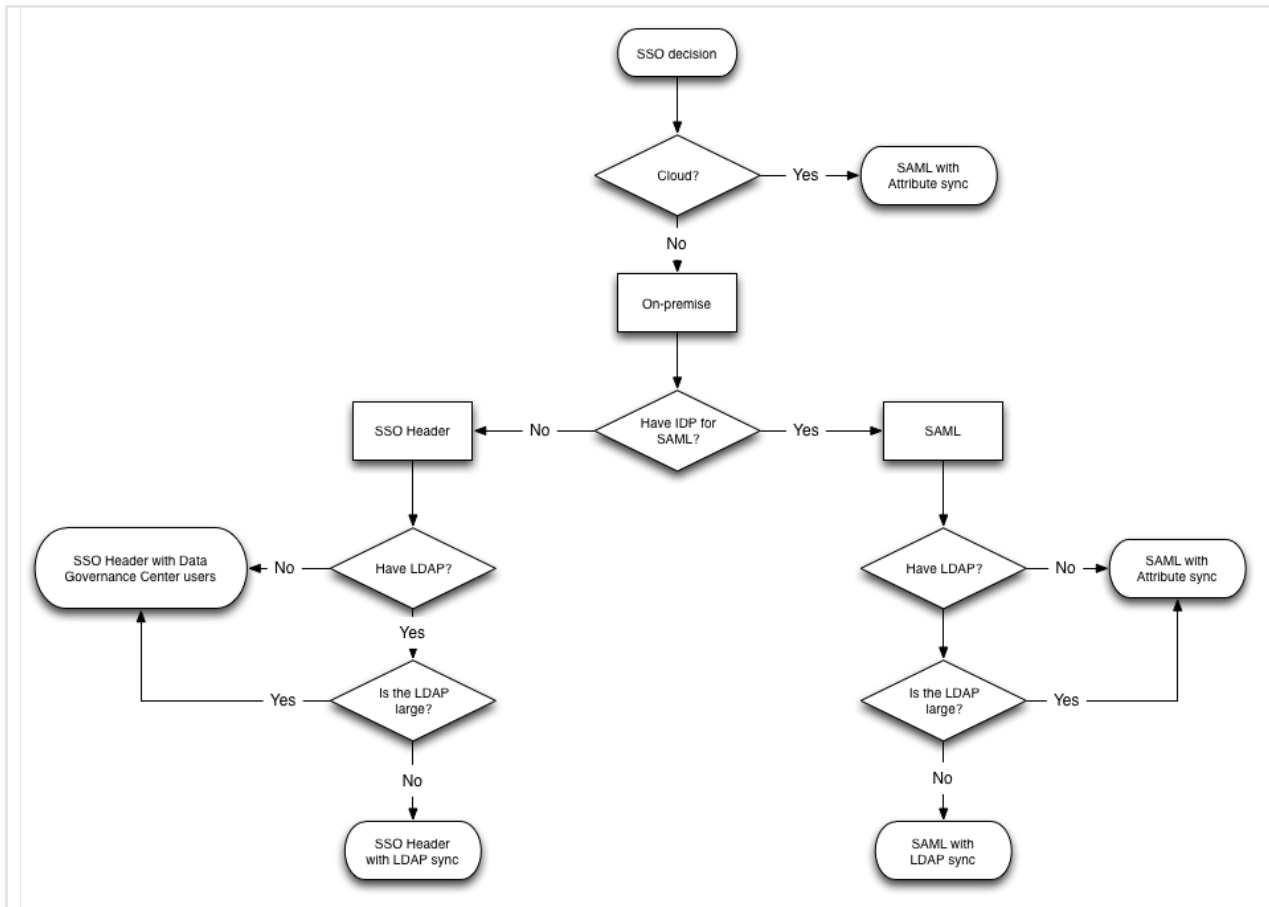 SSO decision
Cloud?
Yes
SAML with
Attribute sync
No
On-premise
SSO Header
No
Have IDP for
SAML?
Yes
SAML
SSO Header with Data
Governance Center users
No
Have LDAP?
Have LDAP?
No
SAML with
Attribute sync
Yes
Yes
Is the LDAP
large?
Is the LDAP
large?
Yes
No
No
SSO Header
with LDAP sync
SAML with
LDAP sync